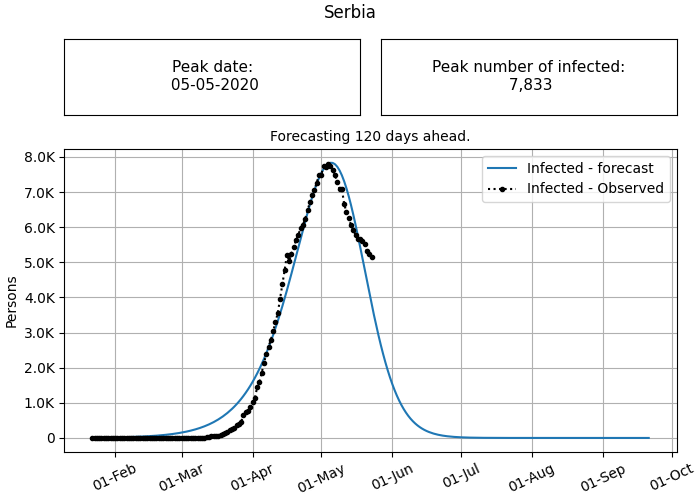 Serbia
Peak date:
05-05-2020
Peak number of infected:
7,833
Forecasting 120 days ahead.
8.0K
7.0K
6.0K
5.0K
4.0K
3.0K
2.0K
1.0K
0
Persons
Infected - forecast
Infected - Observed
01-Feb
01-Mar
01-Apr
01-May
01-Jun
01-Jul
01-Aug
01-Sep
01-Oct